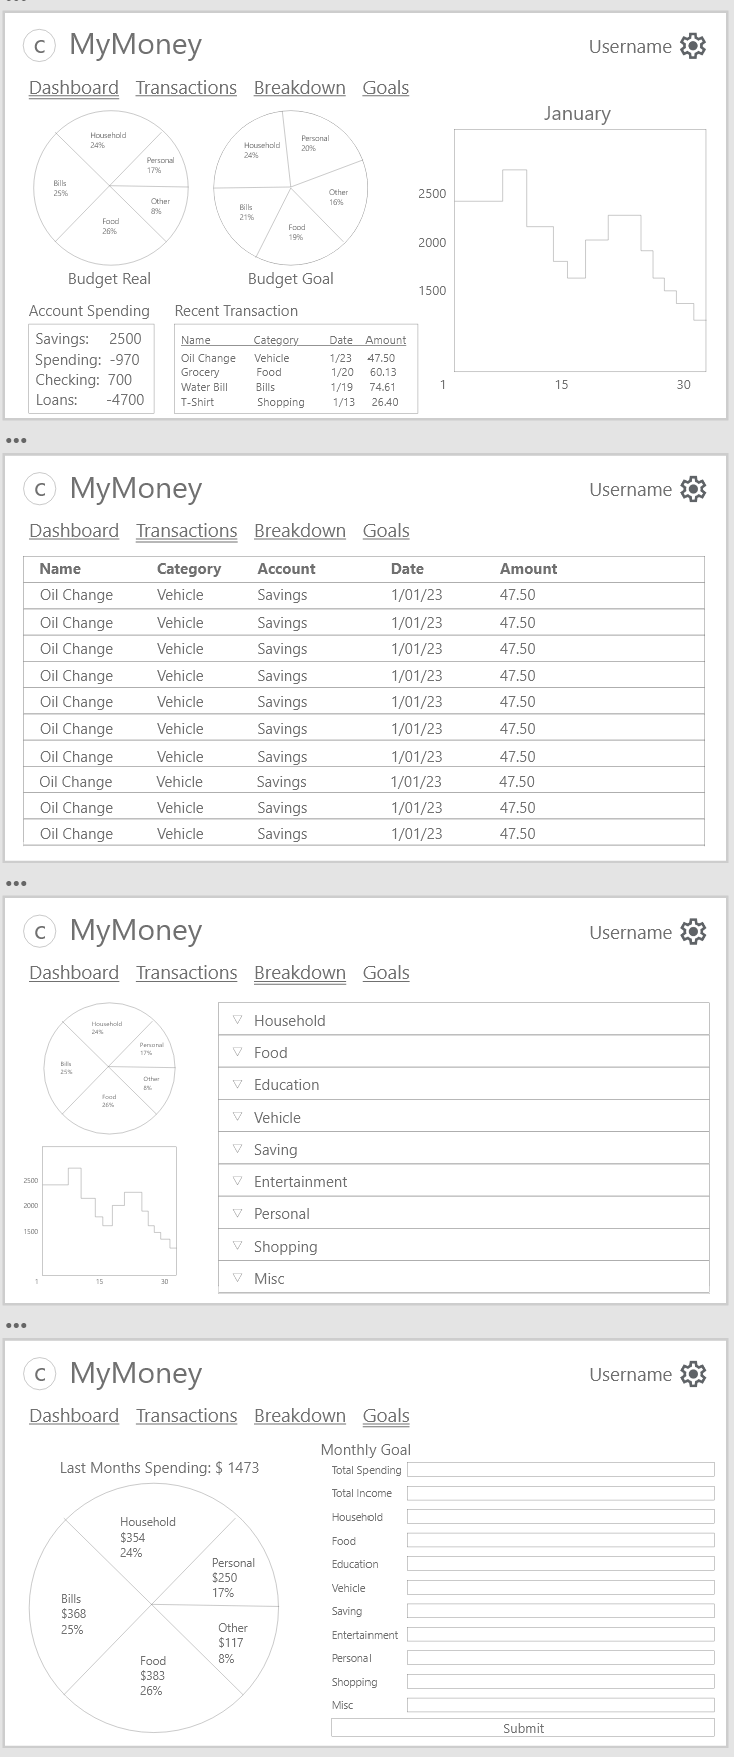 C MyMoney Username
Dashboard Transactions Breakdown Goals
Household
24%
Personal
17%
Other
8%
Food
26%
Bills
25%
Budget Real
Household
24%
Personal
20%
Other
16%
Food
19%
Bills
21%
Budget Goal
January
2500
2000
1500
1 15 30
Account Spending
Savings: 2500
Spending: -970
Checking: 700
Loans: -4700
Recent Transaction
Name Category Date Amount
Oil Change Vehicle 1/23 47.50
Grocery Food 1/20 60.13
Water Bill Bills 1/19 74.61
T-Shirt Shopping 1/13 26.40
C MyMoney Username
Dashboard Transactions Breakdown Goals
Name Category Account Date Amount
Oil Change Vehicle Savings 1/01/23 47.50
Oil Change Vehicle Savings 1/01/23 47.50
Oil Change Vehicle Savings 1/01/23 47.50
Oil Change Vehicle Savings 1/01/23 47.50
Oil Change Vehicle Savings 1/01/23 47.50
Oil Change Vehicle Savings 1/01/23 47.50
Oil Change Vehicle Savings 1/01/23 47.50
Oil Change Vehicle Savings 1/01/23 47.50
Oil Change Vehicle Savings 1/01/23 47.50
Oil Change Vehicle Savings 1/01/23 47.50
C MyMoney Username
Dashboard Transactions Breakdown Goals
Household
24%
Personal
17%
Other
8%
Food
26%
Bills
25%
2500
2000
1500
1 15 30
Household
Food
Education
Vehicle
Saving
Entertainment
Personal
Shopping
Misc
C MyMoney Username
Dashboard Transactions Breakdown Goals
Last Months Spending: $ 1473
Household
$354
24%
Personal
$250
17%
Other
$117
8%
Food
$383
26%
Bills
$368
25%
Monthly Goal
Total Spending
Total Income
Household
Food
Education
Vehicle
Saving
Entertainment
Personal
Shopping
Misc
Submit